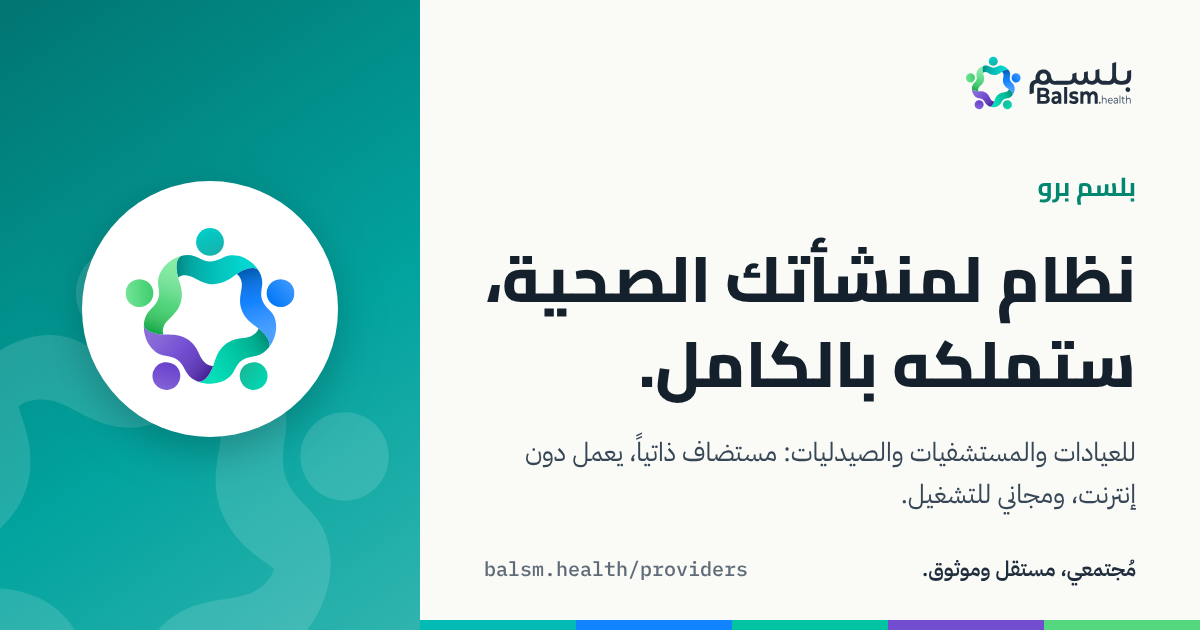 بلسم
Balsm.health
بلسم برو
نظام لمنشأتك الصحية،
ستملكه بالكامل.
للعيادات والمستشفيات والصيدليات: مستضاف ذاتياً، يعمل دون
إنترنت، ومجاني للتشغيل.
مُجتمعي، مستقل وموثوق.
balsm.health/providers